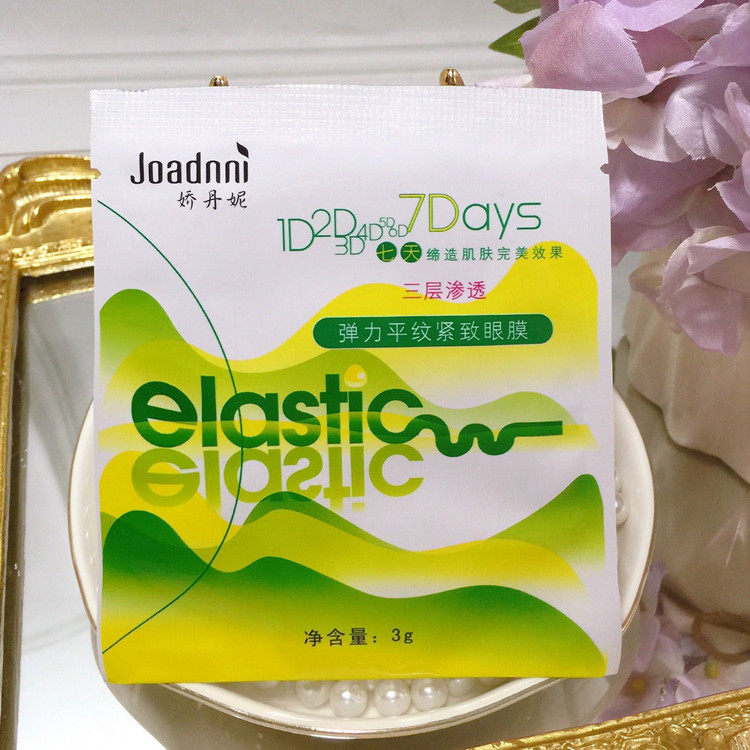 Joadnni
娇丹妮
1D2D3D4D5D6D7Days
七天缔造肌肤完美效果
三层渗透
弹力平纹紧致眼膜
elastic
elastic
净含量：3g